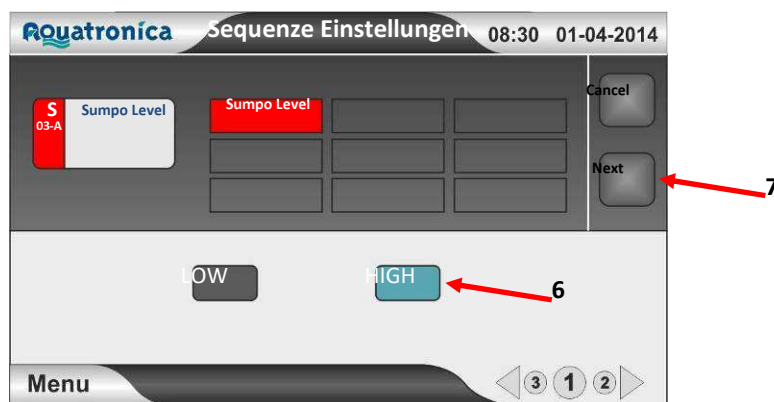 Aquatronica Sequenze Einstellungen 08:30 01-04-2014
Cancel
S
03-A
Sumpo Level
Sumpo Level
Next
7
LOW
HIGH
6
Menu
3 1 2